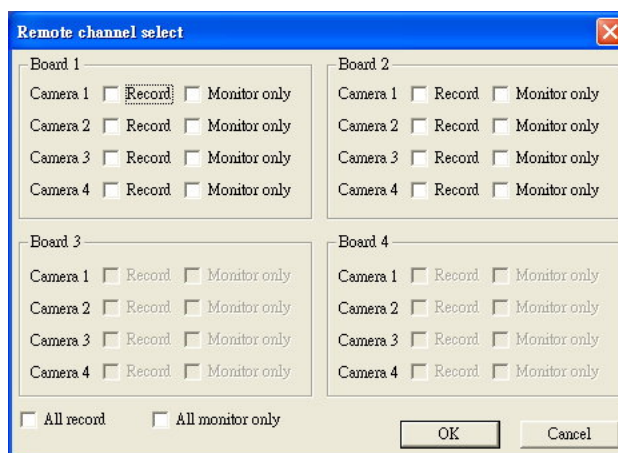 Remote channel select
Board 1
Camera 1 Record Monitor only
Camera 2 Record Monitor only
Camera 3 Record Monitor only
Camera 4 Record Monitor only
Board 2
Camera 1 Record Monitor only
Camera 2 Record Monitor only
Camera 3 Record Monitor only
Camera 4 Record Monitor only
Board 3
Camera 1 Record Monitor only
Camera 2 Record Monitor only
Camera 3 Record Monitor only
Camera 4 Record Monitor only
Board 4
Camera 1 Record Monitor only
Camera 2 Record Monitor only
Camera 3 Record Monitor only
Camera 4 Record Monitor only
All record All monitor only
OK Cancel